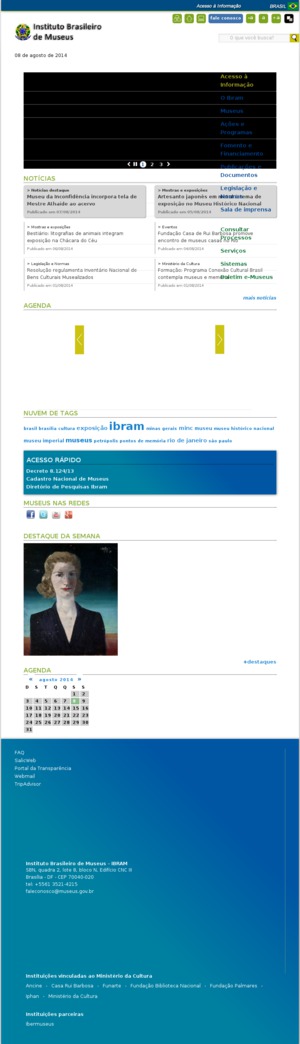 Acesso à Informação BRASIL
fale conosco
Instituto Brasileiro
de Museus
O que você busca?
08 de agosto de 2014
Acesso à
Informação
O Ibram
Museus
Ações e
Programas
Fomento e
Financiamento
Publicações e
Documentos
Legislação e
Sala de imprensa
Consultar
Processos
Serviços
Sistemas
Boletim e-Museus
1 2 3
NOTÍCIAS
» Notícias destaque
Museu da Inconfidência incorpora tela de
Mestre Athaíde ao acervo
Publicado em 07/08/2014
» Mostras e exposições
Artesanto japonês em
exposição no Museu Histórico Nacional
Publicado em 05/08/2014
» Mostras e exposições
Bestiário: litografias de animais integram
exposição na Chácara do Céu
Publicado em 06/08/2014
» Eventos
Fundação Casa de Rui Barbosa promove
encontro de museus casas no Rio
Publicado em 04/08/2014
» Legislação e Normas
Resolução regulamenta Inventário Nacional de
Bens Culturais Musealizados
Publicado em 01/08/2014
» Ministério da Cultura
Formação: Programa Conexão Cultural Brasil
contempla museus e
Publicado em 01/08/2014
mais notícias
AGENDA
NUVEM DE TAGS
brasil brasília cultura exposição ibram minas gerais minc museu museu histórico nacional
museu imperial museus petrópolis pontos de memória rio de janeiro são paulo
ACESSO RÁPIDO
Decreto 8.124/13
Cadastro Nacional de Museus
Diretório de Pesquisas Ibram
MUSEUS NAS REDES
DESTAQUE DA SEMANA
+destaques
AGENDA
« agosto 2014 »
D S T Q Q S S
1 2
3 4 5 6 7 8 9
10 11 12 13 14 15 16
17 18 19 20 21 22 23
24 25 26 27 28 29 30
31
FAQ
SalicWeb
Portal da Transparência
Webmail
TripAdvisor
Instituto Brasileiro de Museus - IBRAM
SBN, quadra 2, lote 8, bloco N, Edifício CNC III
Brasília - DF - CEP 70040-020
tel: +5561 3521-4215
faleconosco@museus.gov.br
Instituições vinculadas ao Ministério da Cultura
Ancine - Casa Rui Barbosa - Funarte - Fundação Biblioteca Nacional - Fundação Palmares -
Iphan - Ministério da Cultura
Instituições parceiras
Ibermuseus